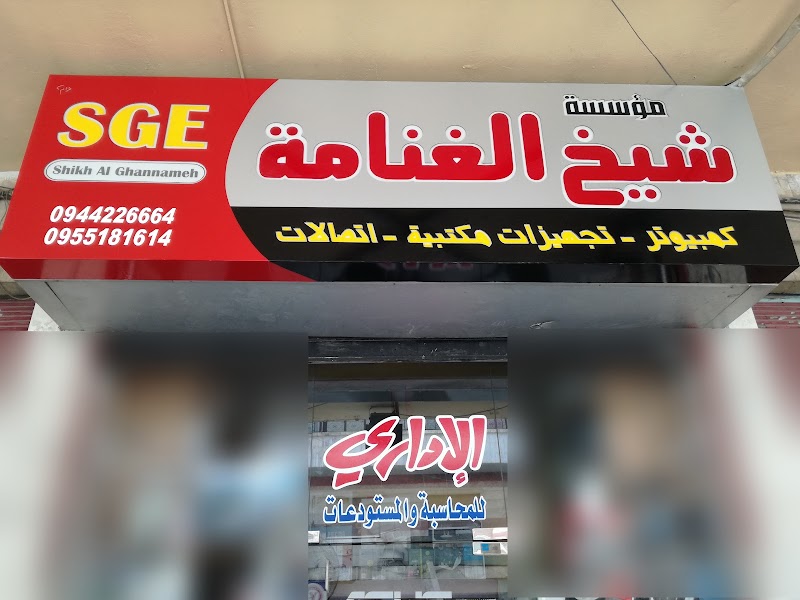 مؤسسة
شيخ الغنامة
كمبيوتر - تجهيزات مكتبية - اتصالات
SGE
Shikh Al Ghannameh
0944226664
0955181614
الإداري
للمحاسبة والمستودعات